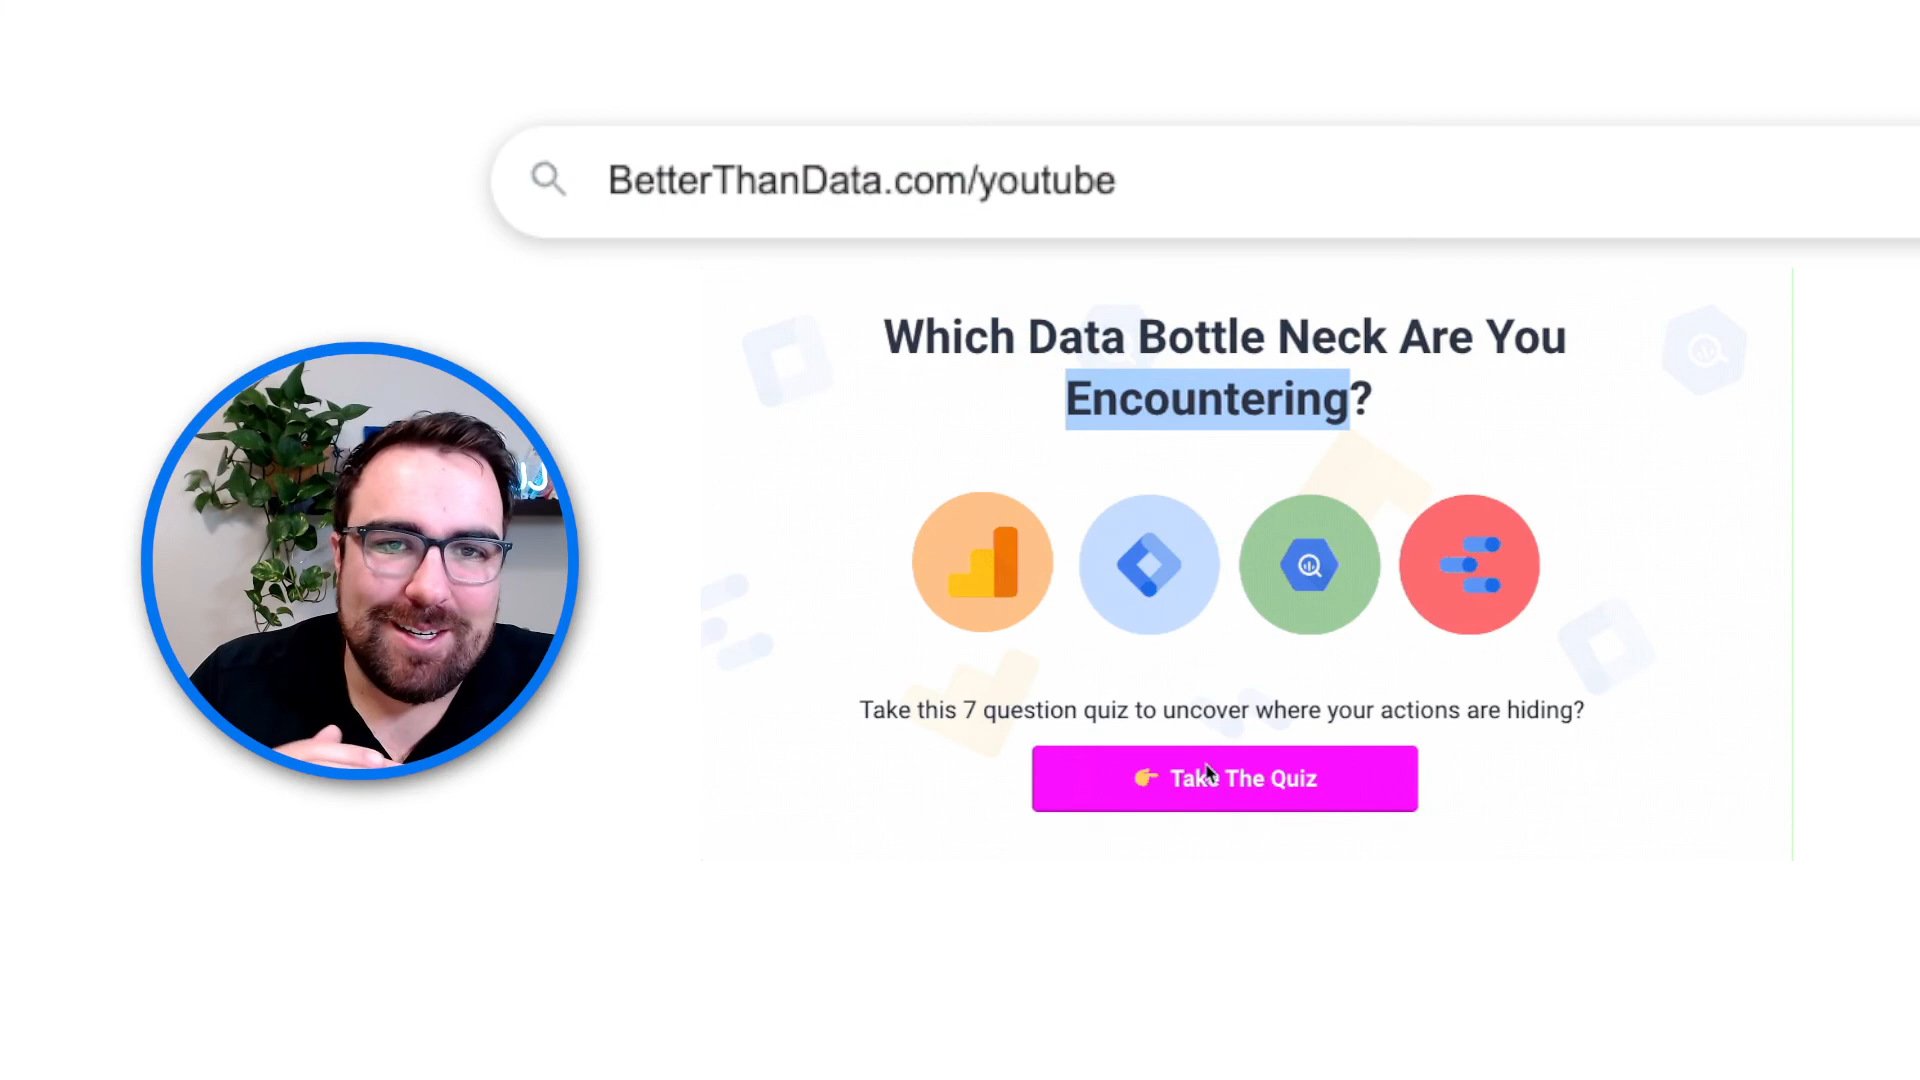 BetterThanData.com/youtube
Which Data Bottle Neck Are You
Encountering?
Take this 7 question quiz to uncover where your actions are hiding?
👉 Take The Quiz